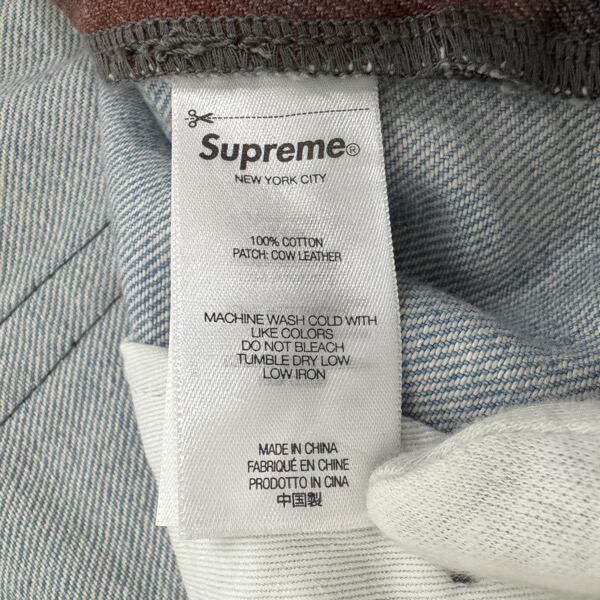 Supreme®
NEW YORK CITY
100% COTTON
PATCH: COW LEATHER
MACHINE WASH COLD WITH
LIKE COLORS
DO NOT BLEACH
TUMBLE DRY LOW
LOW IRON
MADE IN CHINA
FABRIQUÉ EN CHINE
PRODOTTO IN CINA
中国製